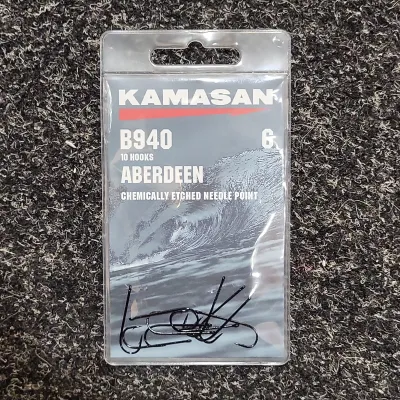 KAMASAN
B940 6
10 HOOKS
ABERDEEN
CHEMICALLY ETCHED NEEDLE POINT